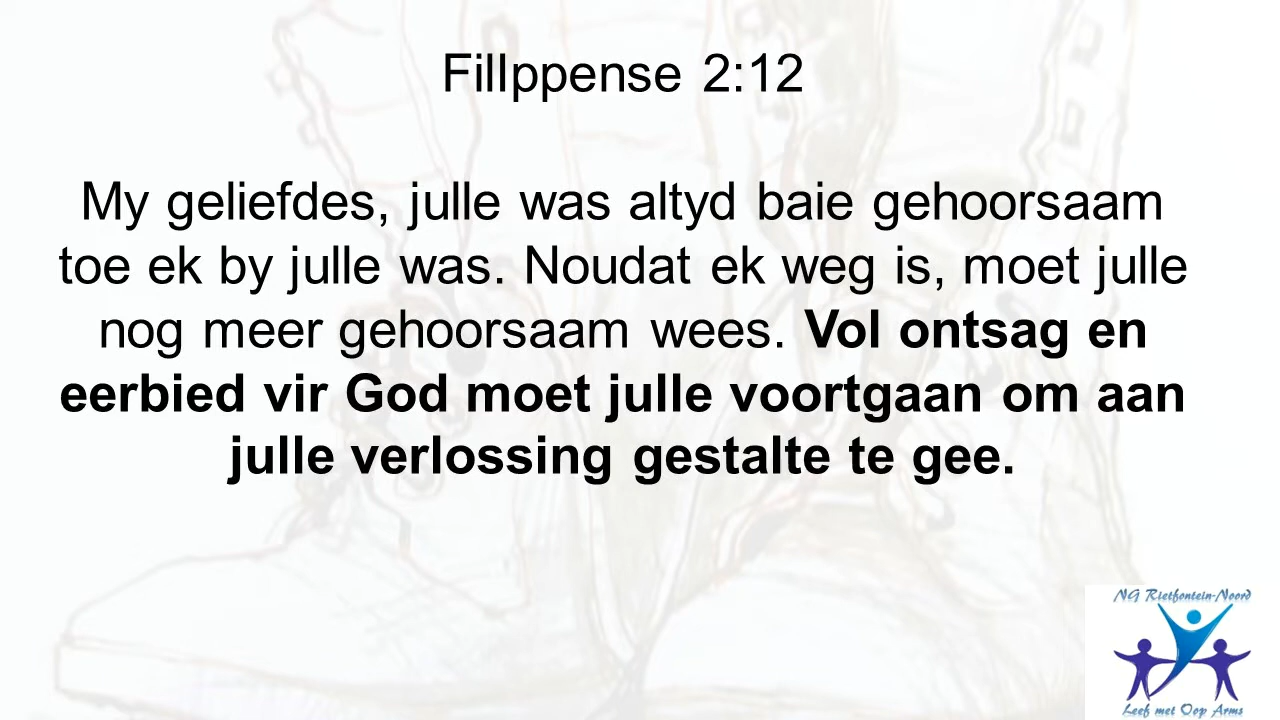 FilIppense 2:12
My geliefdes, julle was altyd baie gehoorsaam
toe ek by julle was. Noudat ek weg is, moet julle
nog meer gehoorsaam wees. Vol ontsag en
eerbied vir God moet julle voortgaan om aan
julle verlossing gestalte te gee.
NG Rietfontein-Noord
Leef met Oop Arms